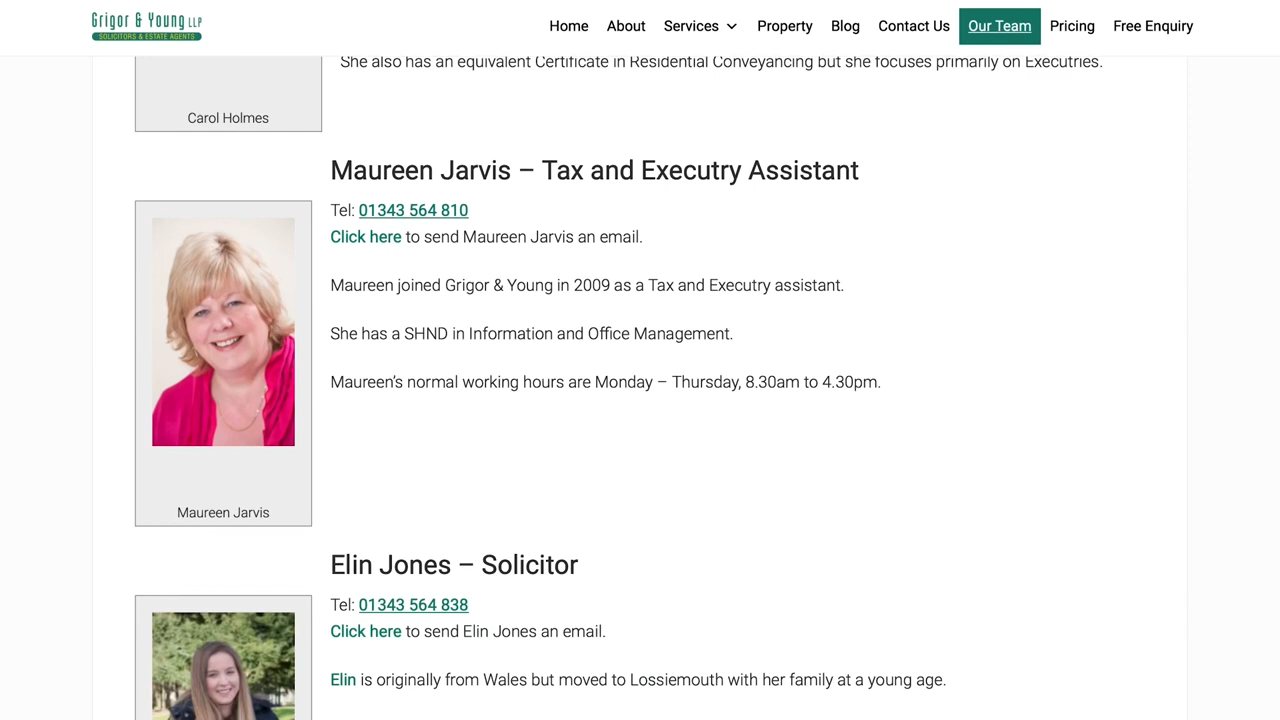 Grigor & Young LLP
SOLICITORS & ESTATE AGENTS
Home About Services Property Blog Contact Us Our Team Pricing Free Enquiry
She also has an equivalent Certificate in Residential Conveyancing but she focuses primarily on Executries.
Carol Holmes
Maureen Jarvis – Tax and Executry Assistant
Tel: 01343 564 810
Click here to send Maureen Jarvis an email.
Maureen joined Grigor & Young in 2009 as a Tax and Executry assistant.
She has a SHND in Information and Office Management.
Maureen’s normal working hours are Monday – Thursday, 8.30am to 4.30pm.
Maureen Jarvis
Elin Jones – Solicitor
Tel: 01343 564 838
Click here to send Elin Jones an email.
Elin is originally from Wales but moved to Lossiemouth with her family at a young age.